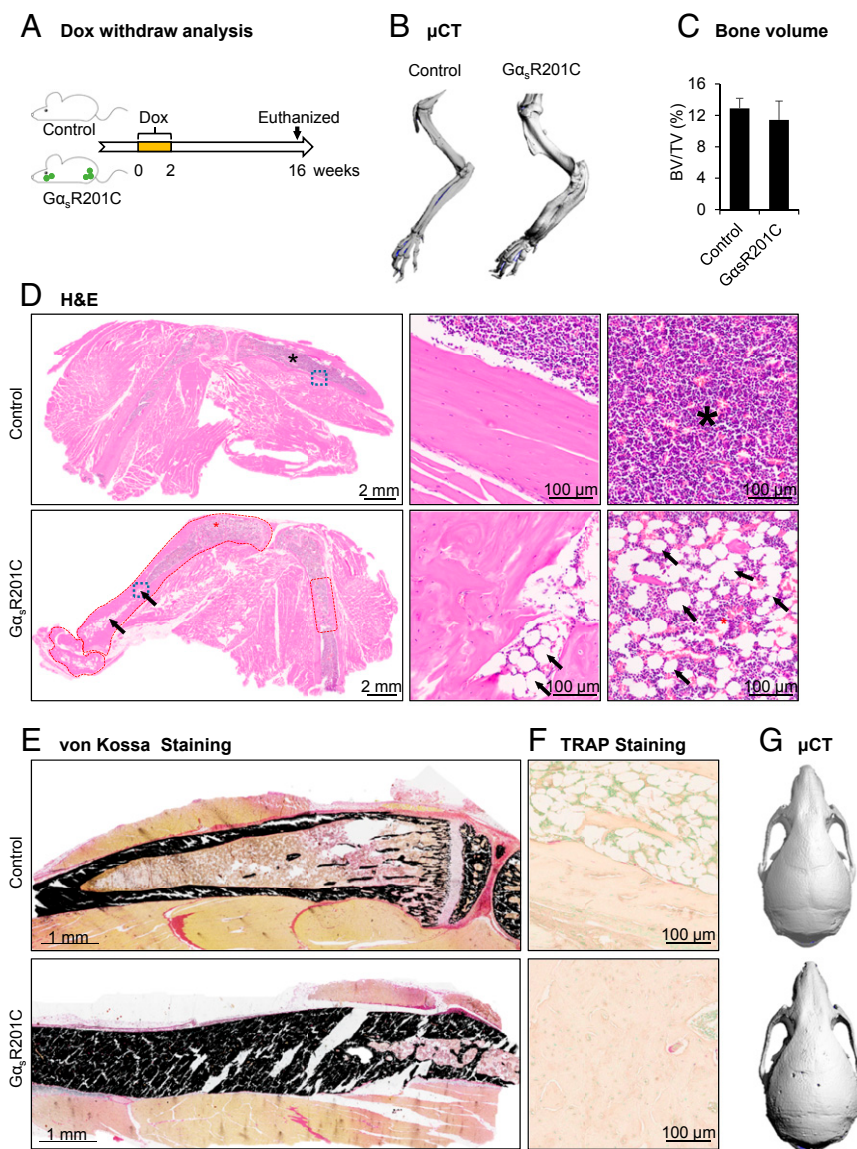 A Dox withdraw analysis
Control
Dox
Euthanized
0 2 16 weeks
GαₛR201C
B µCT
Control GαₛR201C
C Bone volume
BV/TV (%)
16
12
8
4
0
Control
GαsR201C
D H&E
Control
*
2 mm
100 µm
*
100 µm
GαₛR201C
*
2 mm
100 µm
*
100 µm
E von Kossa Staining
Control
1 mm
GαₛR201C
1 mm
F TRAP Staining
100 µm
100 µm
G µCT